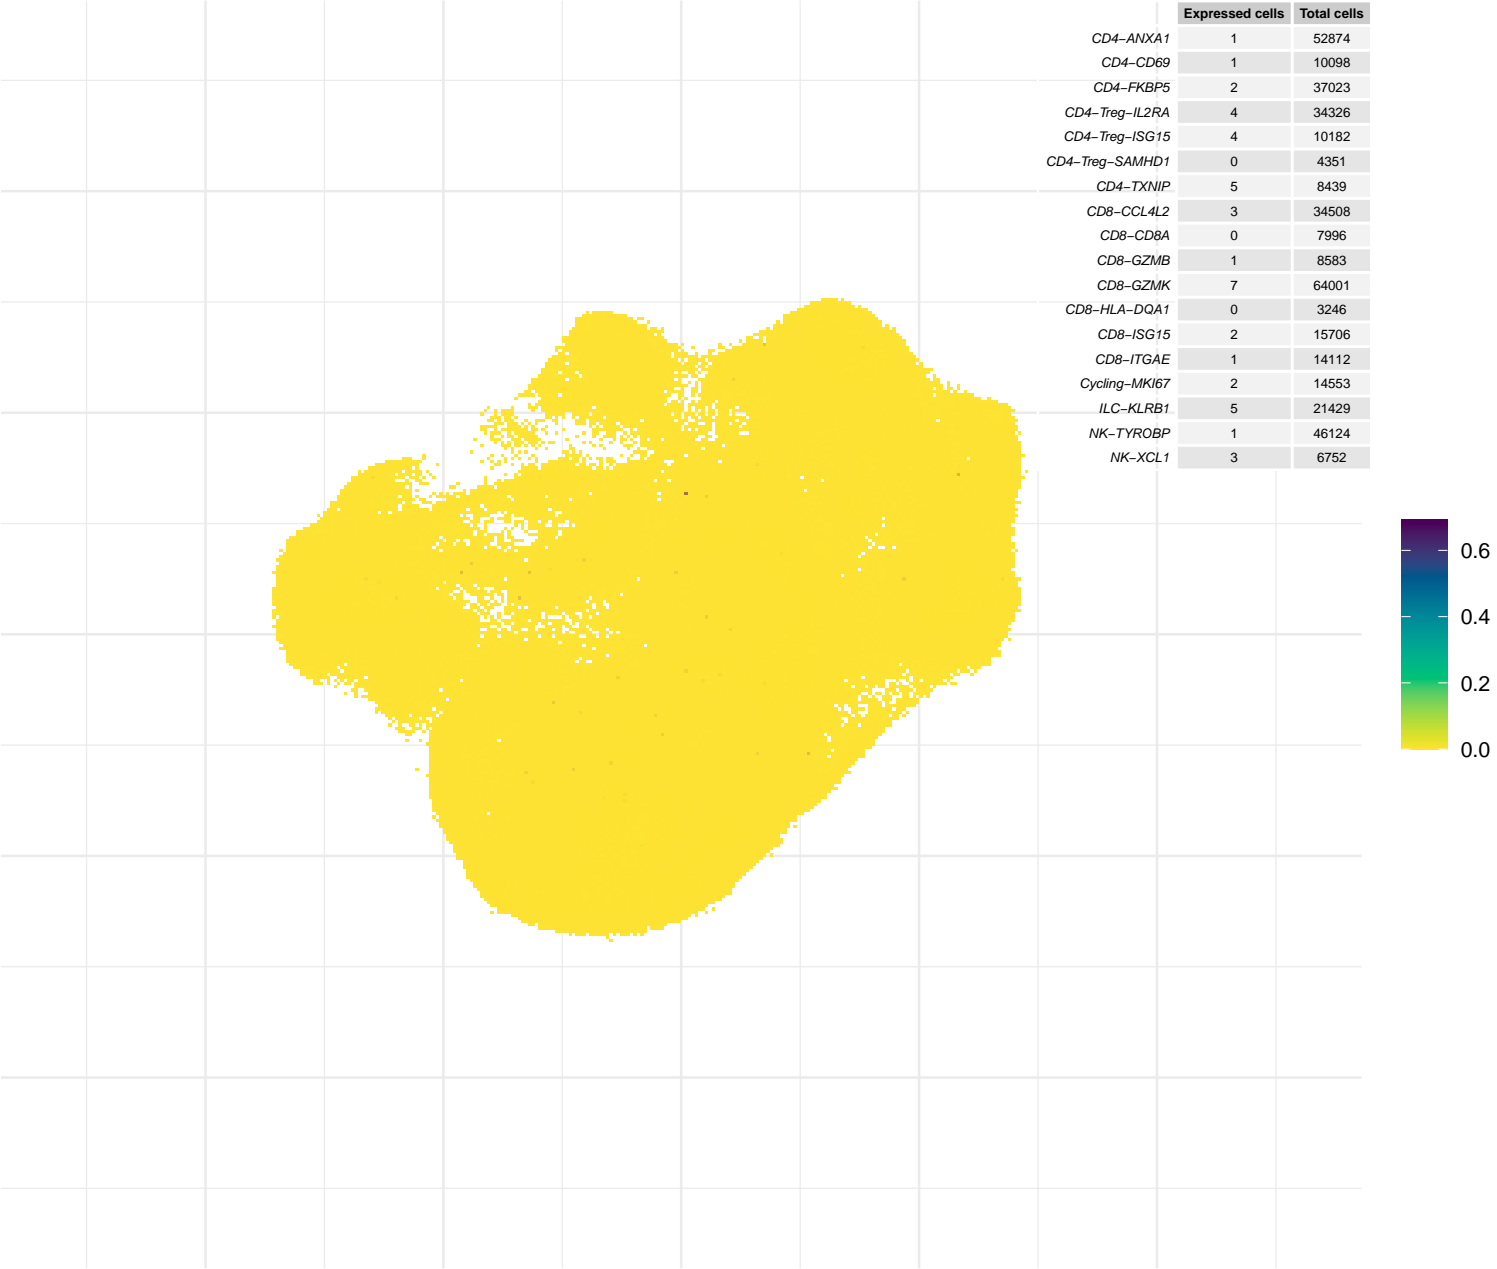 Expressed cells Total cells
CD4−ANXA1 1 52874
CD4−CD69 1 10098
CD4−FKBP5 2 37023
CD4−Treg−IL2RA 4 34326
CD4−Treg−ISG15 4 10182
CD4−Treg−SAMHD1 0 4351
CD4−TXNIP 5 8439
CD8−CCL4L2 3 34508
CD8−CD8A 0 7996
CD8−GZMB 1 8583
CD8−GZMK 7 64001
CD8−HLA−DQA1 0 3246
CD8−ISG15 2 15706
CD8−ITGAE 1 14112
Cycling−MKI67 2 14553
ILC−KLRB1 5 21429
NK−TYROBP 1 46124
NK−XCL1 3 6752
0.6
0.4
0.2
0.0